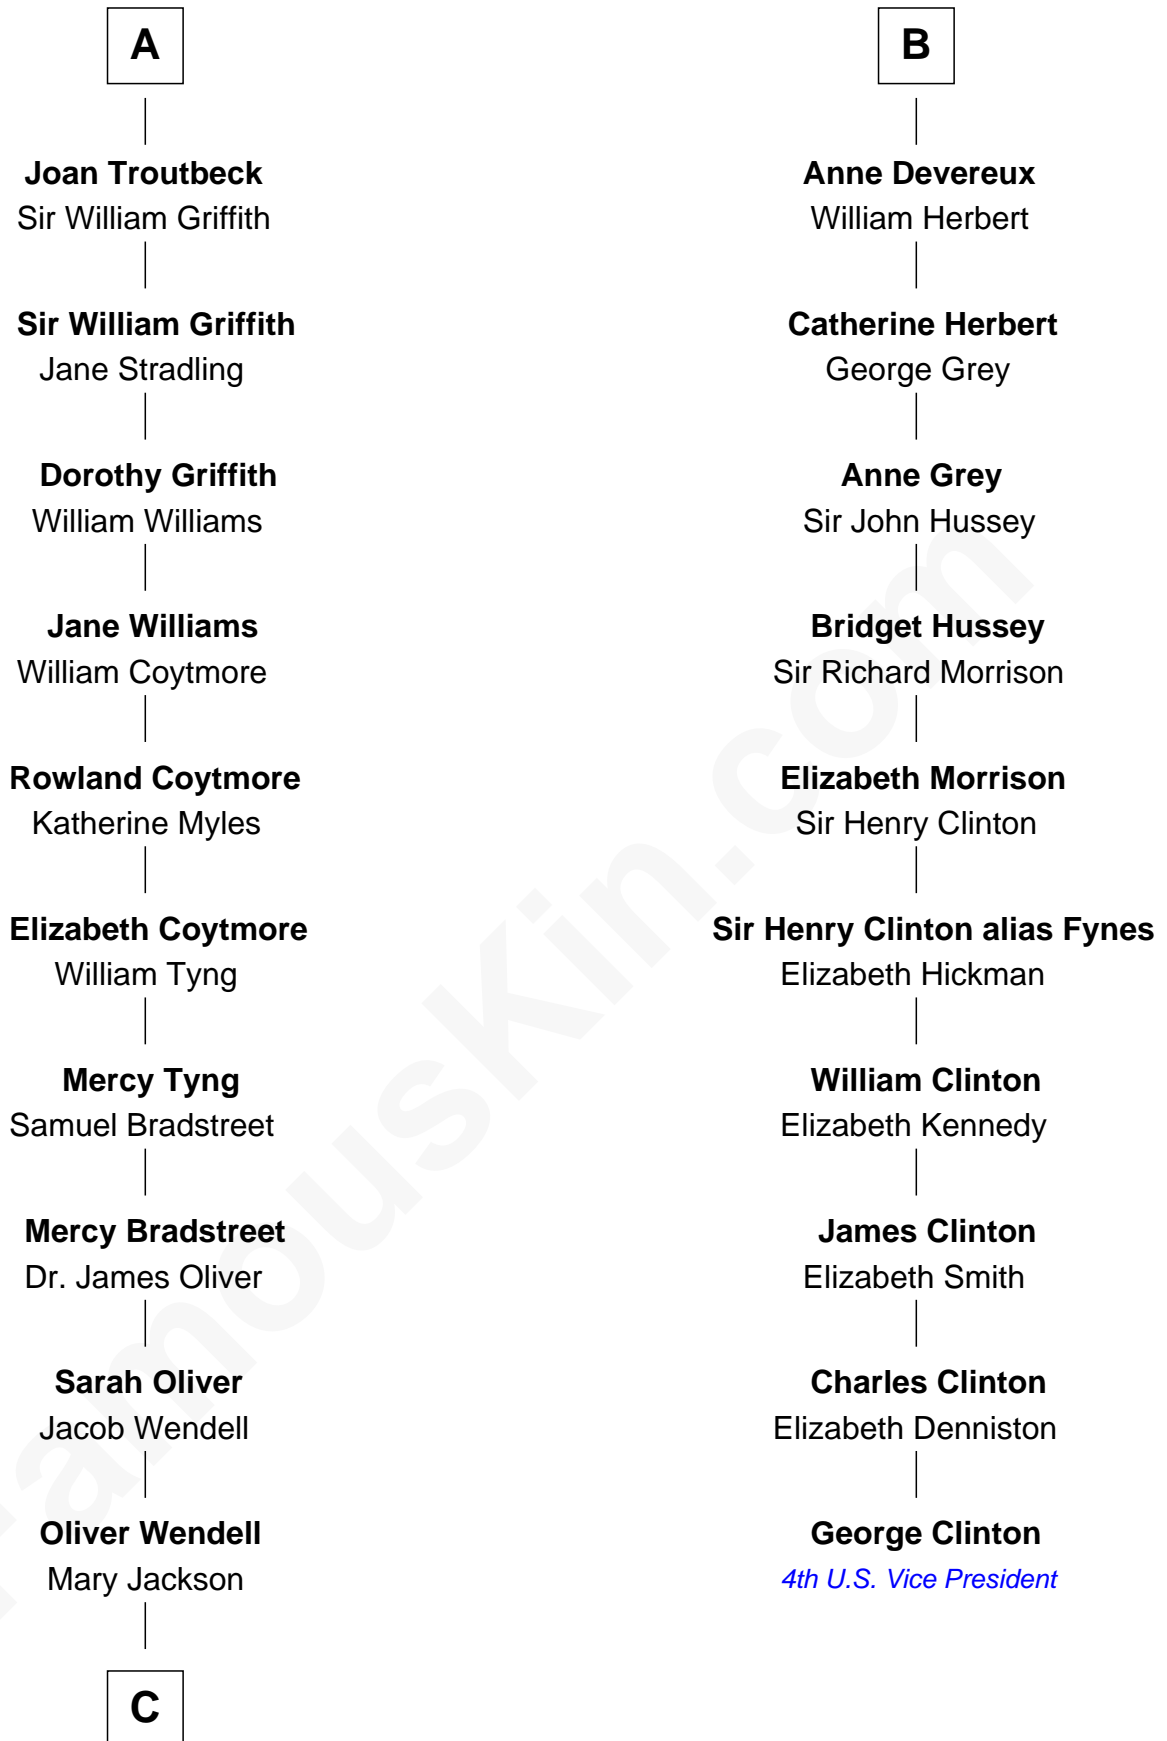 A
Joan Troutbeck
Sir William Griffith
Sir William Griffith
Jane Stradling
Dorothy Griffith
William Williams
Jane Williams
William Coytmore
Rowland Coytmore
Katherine Myles
Elizabeth Coytmore
William Tyng
Mercy Tyng
Samuel Bradstreet
Mercy Bradstreet
Dr. James Oliver
Sarah Oliver
Jacob Wendell
Oliver Wendell
Mary Jackson
C
B
Anne Devereux
William Herbert
Catherine Herbert
George Grey
Anne Grey
Sir John Hussey
Bridget Hussey
Sir Richard Morrison
Elizabeth Morrison
Sir Henry Clinton
Sir Henry Clinton alias Fynes
Elizabeth Hickman
William Clinton
Elizabeth Kennedy
James Clinton
Elizabeth Smith
Charles Clinton
Elizabeth Denniston
George Clinton
4th U.S. Vice President
FamousKin.com